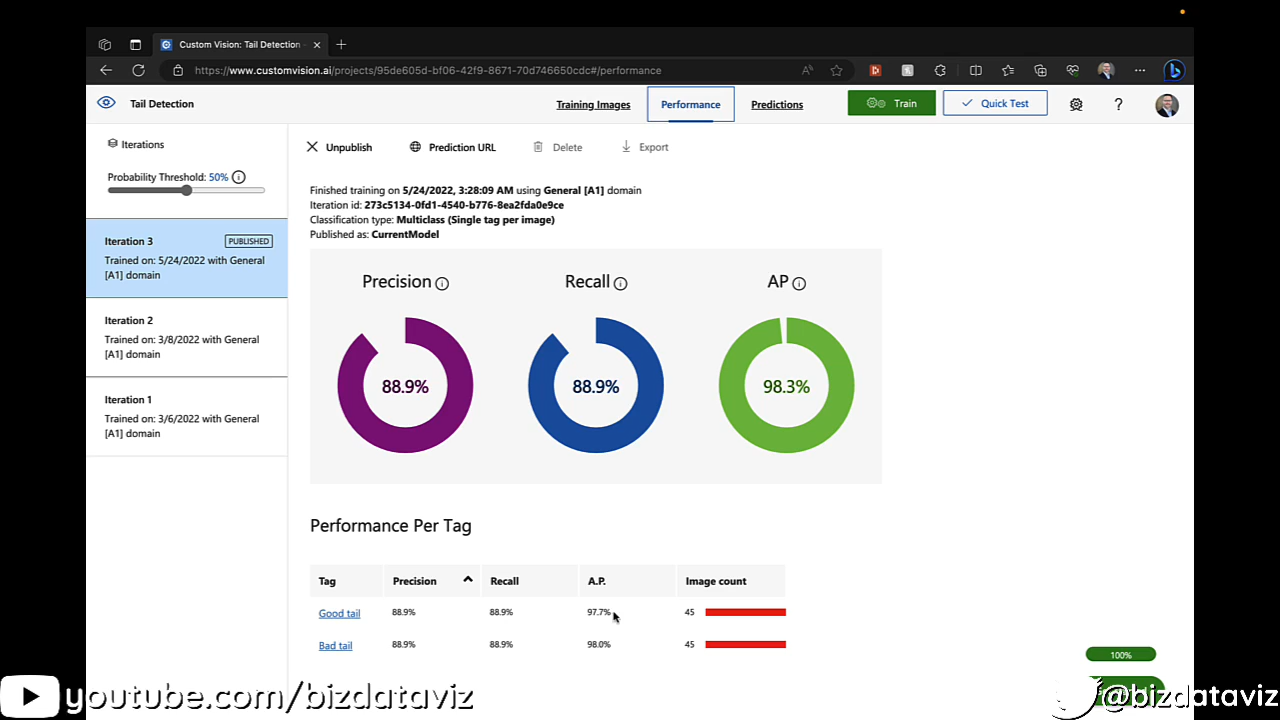 Custom Vision: Tail Detection -
https://www.customvision.ai/projects/95de605d-bf06-42f9-8671-70d746650cdc#/performance
Tail Detection
Training Images
Performance
Predictions
Train
Quick Test
?
Iterations
Probability Threshold: 50%
Iteration 3
PUBLISHED
Trained on: 5/24/2022 with General
[A1] domain
Iteration 2
Trained on: 3/8/2022 with General
[A1] domain
Iteration 1
Trained on: 3/6/2022 with General
[A1] domain
Unpublish
Prediction URL
Delete
Export
Finished training on 5/24/2022, 3:28:09 AM using General [A1] domain
Iteration id: 273c5134-0fd1-4540-b776-8ea2fda0e9ce
Classification type: Multiclass (Single tag per image)
Published as: CurrentModel
Precision
Recall
AP
88.9%
88.9%
98.3%
Performance Per Tag
Tag Precision Recall A.P. Image count
Good tail 88.9% 88.9% 97.7% 45
Bad tail 88.9% 88.9% 98.0% 45
100%
youtube.com/bizdataviz
@bizdataviz